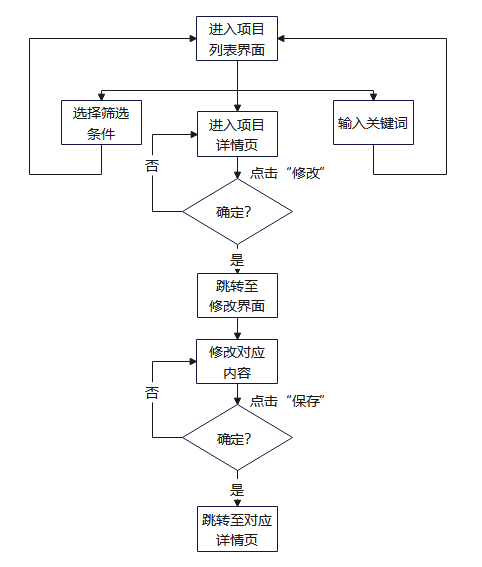 进入项目
列表界面
选择筛选
条件
进入项目
详情页
输入关键词
否
点击“修改”
确定?
是
跳转至
修改界面
修改对应
内容
否
点击“保存”
确定?
是
跳转至对应
详情页